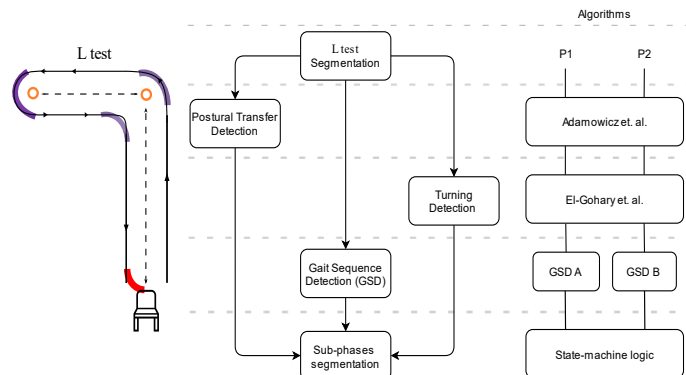 Algorithms
L test
L test
Segmentation
P1
P2
Postural Transfer
Detection
Adamowicz et. al.
Turning
Detection
El-Gohary et. al.
Gait Sequence
Detection (GSD)
GSD A
GSD B
Sub-phases
segmentation
State-machine logic